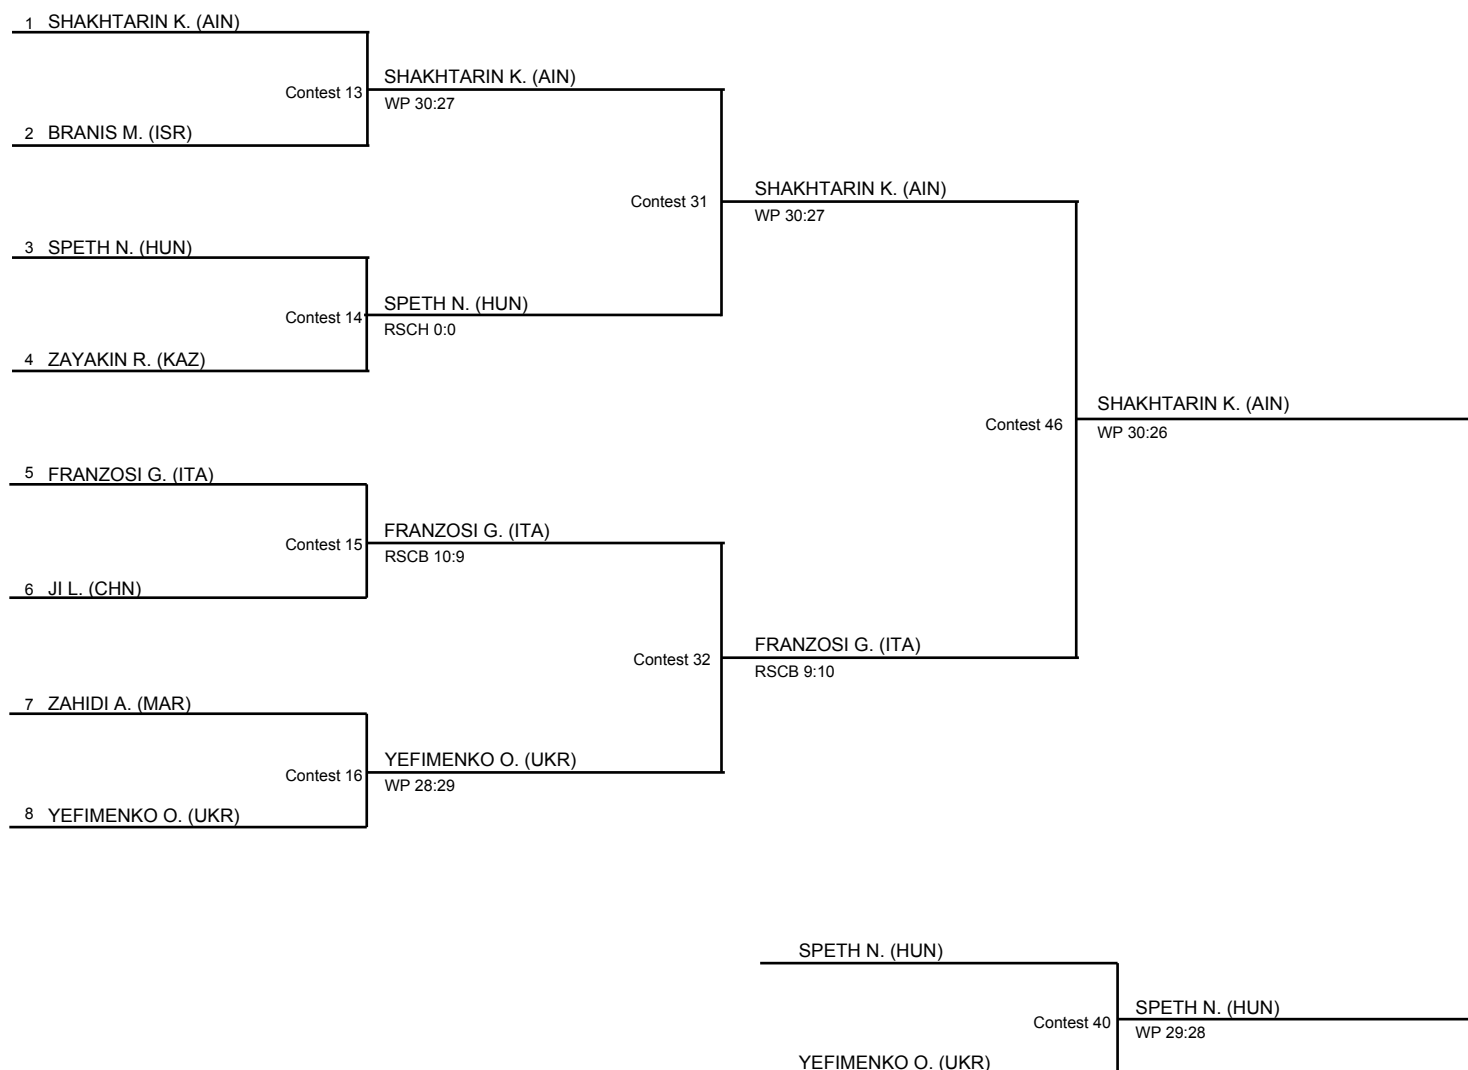 1 SHAKHTARIN K. (AIN)
SHAKHTARIN K. (AIN)
Contest 13
WP 30:27
2 BRANIS M. (ISR)
SHAKHTARIN K. (AIN)
Contest 31
WP 30:27
3 SPETH N. (HUN)
SPETH N. (HUN)
Contest 14
RSCH 0:0
4 ZAYAKIN R. (KAZ)
SHAKHTARIN K. (AIN)
Contest 46
WP 30:26
5 FRANZOSI G. (ITA)
FRANZOSI G. (ITA)
Contest 15
RSCB 10:9
6 JI L. (CHN)
FRANZOSI G. (ITA)
Contest 32
RSCB 9:10
7 ZAHIDI A. (MAR)
YEFIMENKO O. (UKR)
Contest 16
WP 28:29
8 YEFIMENKO O. (UKR)
SPETH N. (HUN)
SPETH N. (HUN)
Contest 40
WP 29:28
YEFIMENKO O. (UKR)